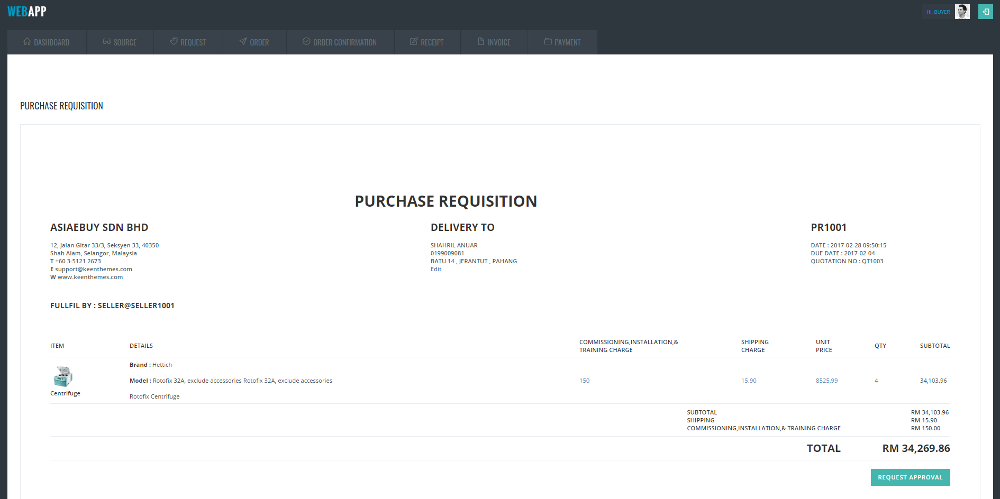 WEBAPP
HI, BUYER
DASHBOARD
SOURCE
REQUEST
ORDER
ORDER CONFIRMATION
RECEIPT
INVOICE
PAYMENT
PURCHASE REQUISITION
PURCHASE REQUISITION
ASIAEBUY SDN BHD
12, Jalan Gitar 33/3, Seksyen 33, 40350
Shah Alam, Selangor, Malaysia
T +60 3-5121 2673
E support@keenthemes.com
W www.keenthemes.com
DELIVERY TO
SHAHRIL ANUAR
0199009081
BATU 14 , JERANTUT , PAHANG
Edit
PR1001
DATE : 2017-02-28 09:50:15
DUE DATE : 2017-02-04
QUOTATION NO : QT1003
FULLFIL BY : SELLER@SELLER1001
ITEM
DETAILS
COMMISSIONING,INSTALLATION,&
TRAINING CHARGE
SHIPPING
CHARGE
UNIT
PRICE
QTY
SUBTOTAL
Centrifuge
Brand : Hettich
Model : Rotofix 32A, exclude accessories Rotofix 32A, exclude accessories
Rotofix Centrifuge
150
15.90
8525.99
4
34,103.96
SUBTOTAL RM 34,103.96
SHIPPING RM 15.90
COMMISSIONING,INSTALLATION,& TRAINING CHARGE RM 150.00
TOTAL RM 34,269.86
REQUEST APPROVAL